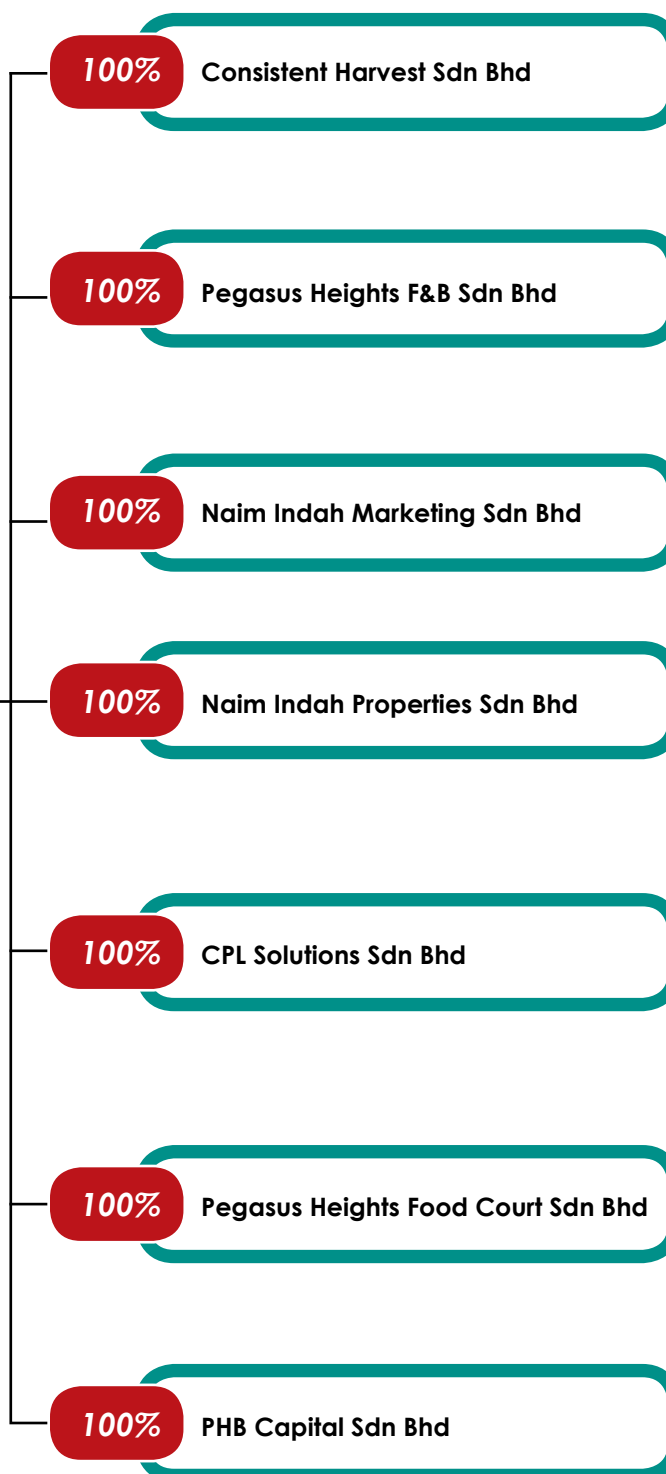 100% Consistent Harvest Sdn Bhd
100% Pegasus Heights F&B Sdn Bhd
100% Naim Indah Marketing Sdn Bhd
100% Naim Indah Properties Sdn Bhd
100% CPL Solutions Sdn Bhd
100% Pegasus Heights Food Court Sdn Bhd
100% PHB Capital Sdn Bhd